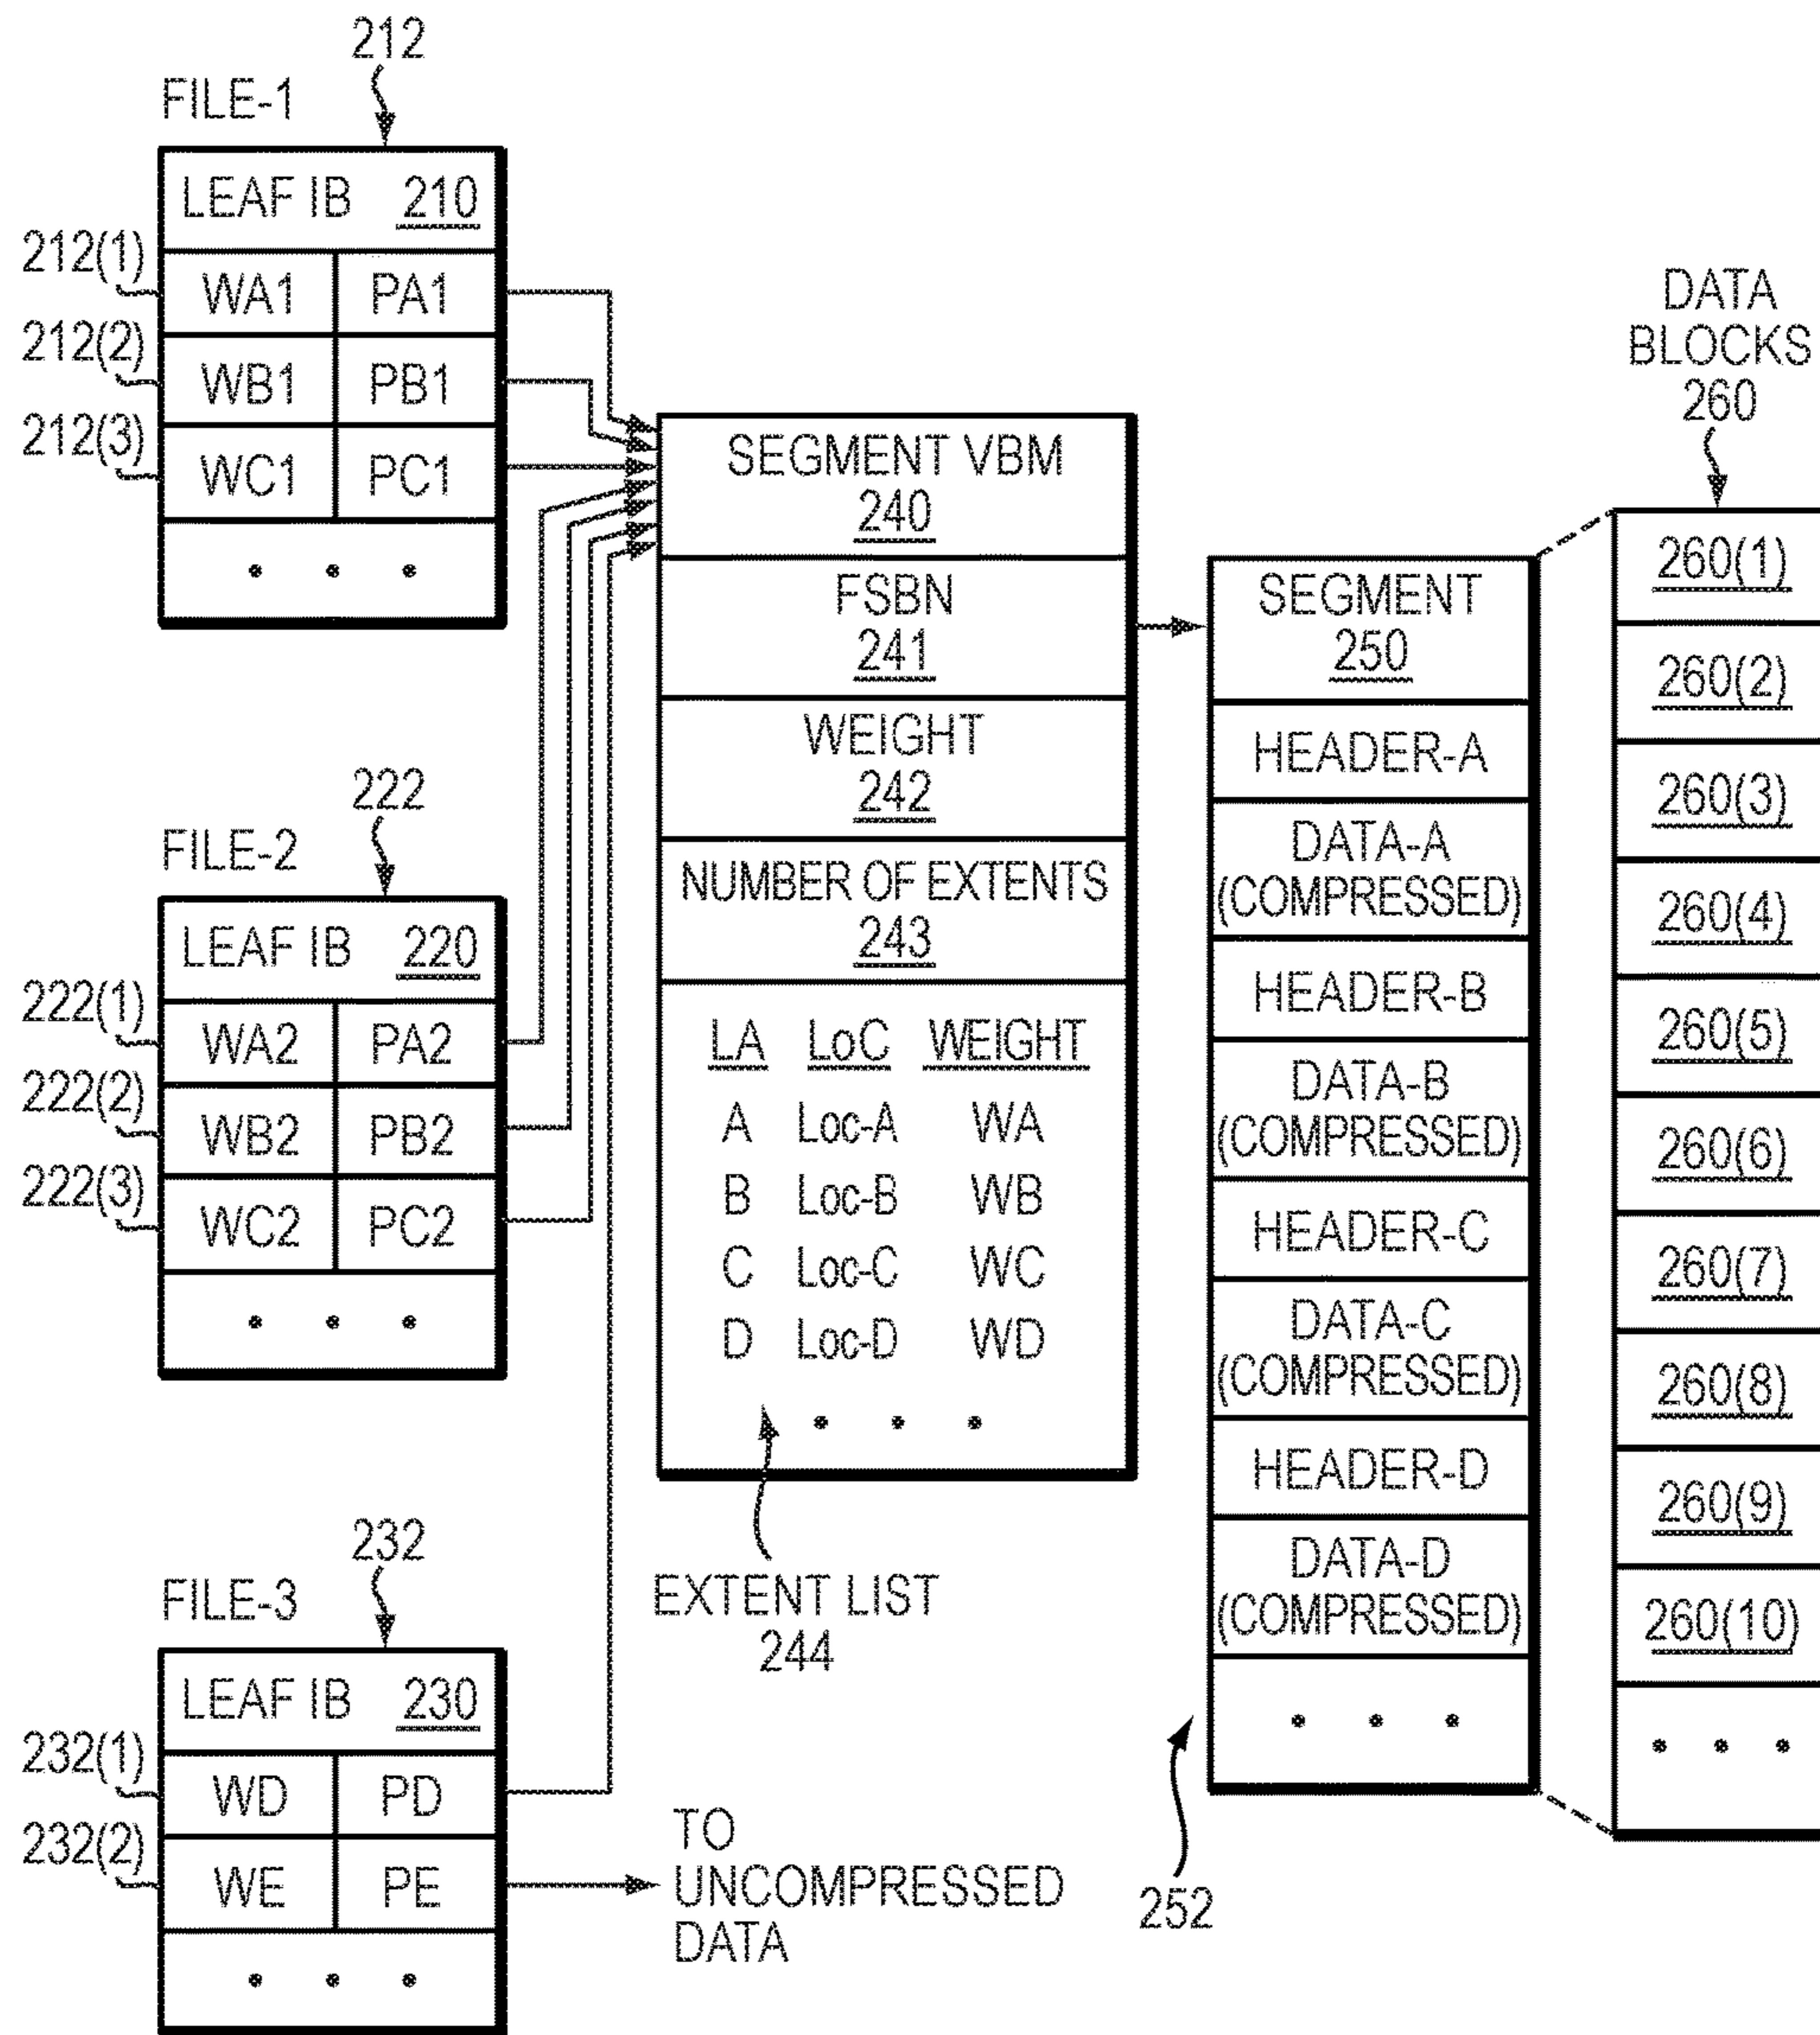 212
FILE-1
LEAF IB 210
212(1)
WA1 PA1
212(2)
WB1 PB1
212(3)
WC1 PC1
. . .
222
FILE-2
LEAF IB 220
222(1)
WA2 PA2
222(2)
WB2 PB2
222(3)
WC2 PC2
. . .
232
FILE-3
LEAF IB 230
232(1)
WD PD
232(2)
WE PE
. . .
TO
UNCOMPRESSED
DATA
SEGMENT VBM
240
FSBN
241
WEIGHT
242
NUMBER OF EXTENTS
243
LA LoC WEIGHT
A Loc-A WA
B Loc-B WB
C Loc-C WC
D Loc-D WD
. . .
EXTENT LIST
244
SEGMENT
250
HEADER-A
DATA-A
(COMPRESSED)
HEADER-B
DATA-B
(COMPRESSED)
HEADER-C
DATA-C
(COMPRESSED)
HEADER-D
DATA-D
(COMPRESSED)
. . .
252
DATA
BLOCKS
260
260(1)
260(2)
260(3)
260(4)
260(5)
260(6)
260(7)
260(8)
260(9)
260(10)
. . .